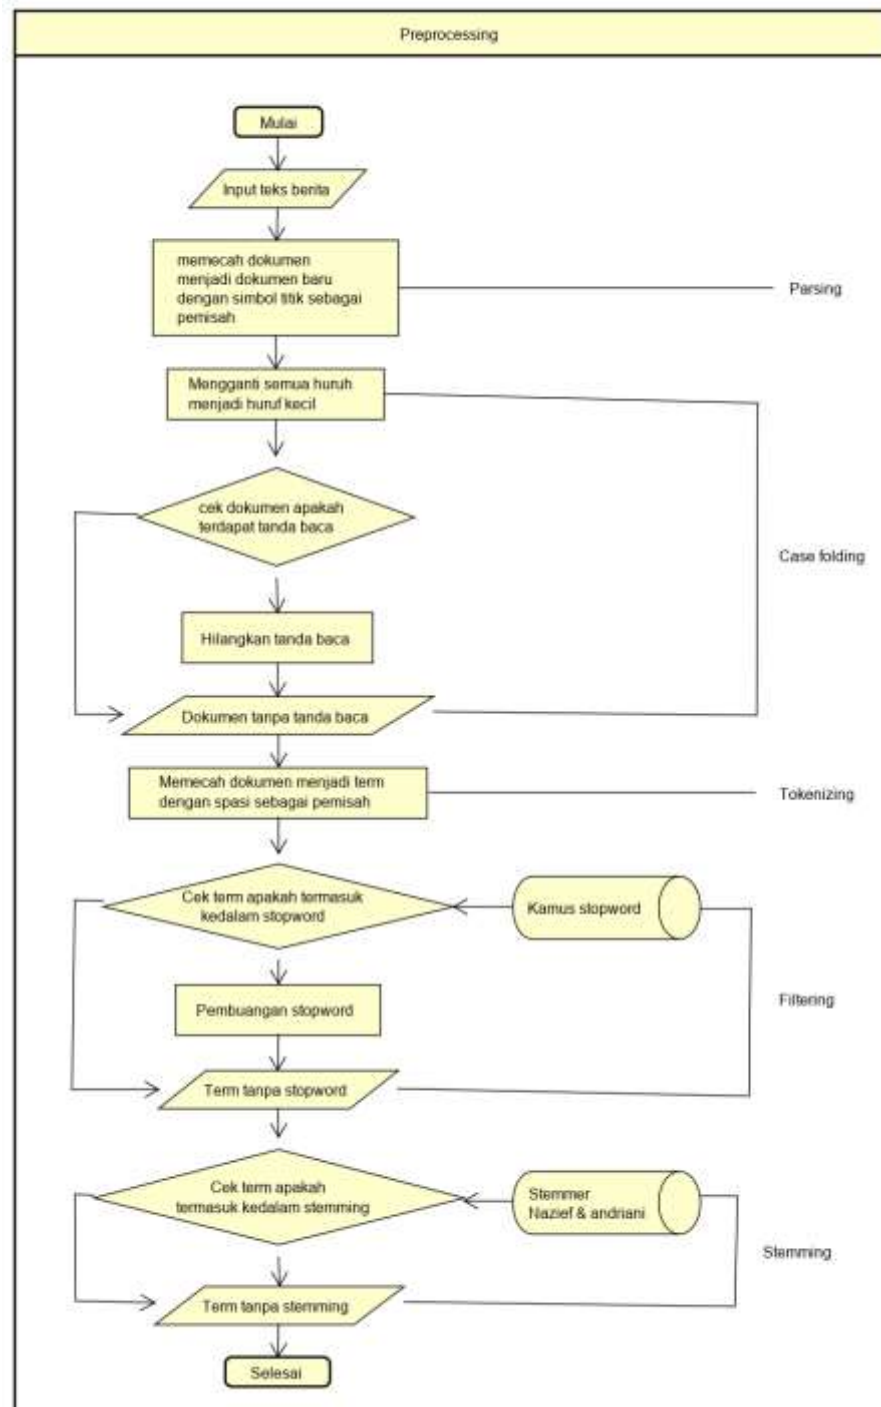 Preprocessing
Mulai
Input teks berita
memecah dokumen
menjadi dokumen baru
dengan simbol titik sebagai
pemisah
Parsing
Mengganti semua huruh
menjadi huruf kecil
cek dokumen apakah
terdapat tanda baca
Case folding
Hilangkan tanda baca
Dokumen tanpa tanda baca
Memecah dokumen menjadi term
dengan spasi sebagai pemisah
Tokenizing
Cek term apakah termasuk
kedalam stopword
Kamus stopword
Filtering
Pembuangan stopword
Term tanpa stopword
Cek term apakah
termasuk kedalam stemming
Stemmer
Nazief & andriani
Stemming
Term tanpa stemming
Selesai